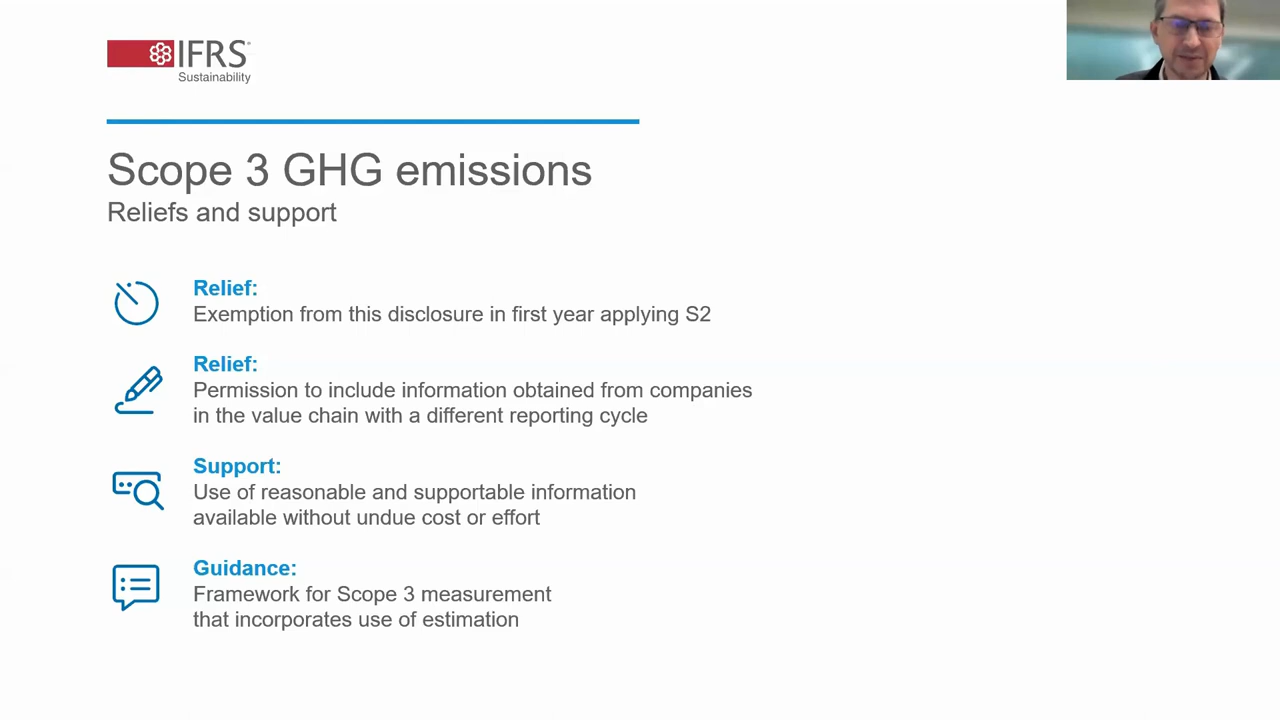 IFRS
Sustainability
Scope 3 GHG emissions
Reliefs and support
Relief:
Exemption from this disclosure in first year applying S2
Relief:
Permission to include information obtained from companies
in the value chain with a different reporting cycle
Support:
Use of reasonable and supportable information
available without undue cost or effort
Guidance:
Framework for Scope 3 measurement
that incorporates use of estimation